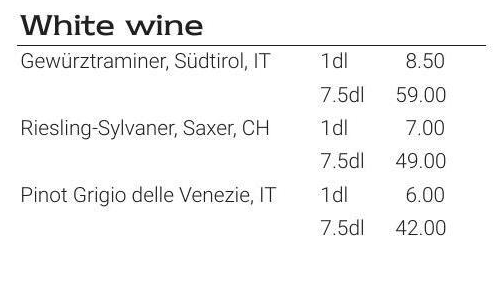 White wine
Gewürztraminer, Südtirol, IT 1dl 8.50
7.5dl 59.00
Riesling-Sylvaner, Saxer, CH 1dl 7.00
7.5dl 49.00
Pinot Grigio delle Venezie, IT 1dl 6.00
7.5dl 42.00